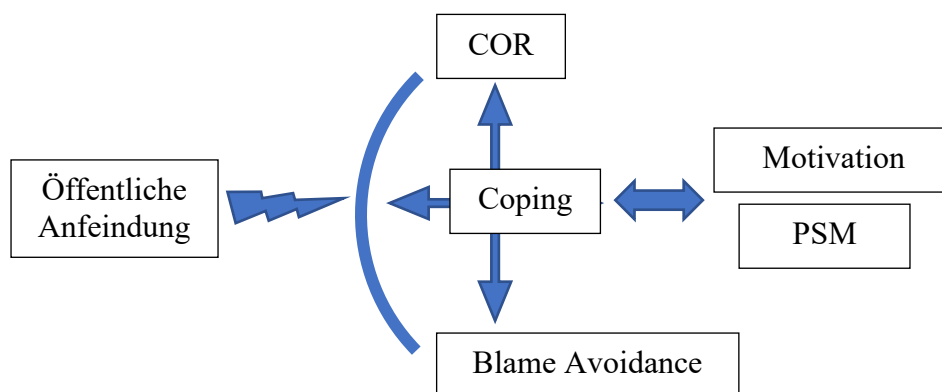 COR
Öffentliche
Anfeindung
Coping
Motivation
PSM
Blame Avoidance